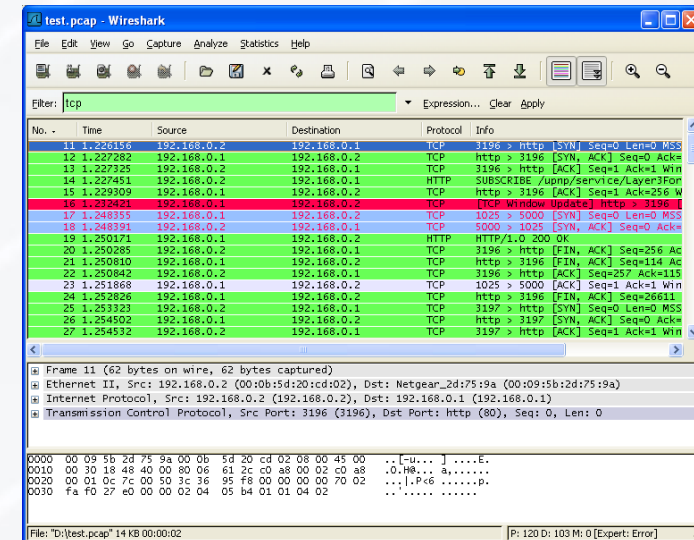 test.pcap - Wireshark
File Edit View Go Capture Analyze Statistics Help
Filter: tcp Expression... Clear Apply
No. - Time Source Destination Protocol Info
11 1.226156 192.168.0.2 192.168.0.1 TCP 3196 > http [SYN] Seq=0 Len=0 MSS
12 1.227282 192.168.0.1 192.168.0.2 TCP http > 3196 [SYN, ACK] Seq=0 Ack=
13 1.227325 192.168.0.2 192.168.0.1 TCP 3196 > http [ACK] Seq=1 Ack=1 Win
14 1.227451 192.168.0.2 192.168.0.1 HTTP SUBSCRIBE /upnp/service/Layer3For
15 1.229309 192.168.0.1 192.168.0.2 TCP http > 3196 [ACK] Seq=1 Ack=256 W
16 1.232421 192.168.0.1 192.168.0.2 TCP [TCP Window Update] http > 3196 [
17 1.248355 192.168.0.1 192.168.0.2 TCP 1025 > 5000 [SYN] Seq=0 Len=0 MSS
18 1.248391 192.168.0.2 192.168.0.1 TCP 5000 > 1025 [SYN, ACK] Seq=0 Ack=
19 1.250171 192.168.0.1 192.168.0.2 HTTP HTTP/1.0 200 OK
20 1.250285 192.168.0.2 192.168.0.1 TCP 3196 > http [FIN, ACK] Seq=256 Ac
21 1.250810 192.168.0.1 192.168.0.2 TCP http > 3196 [FIN, ACK] Seq=114 Ac
22 1.250842 192.168.0.2 192.168.0.1 TCP 3196 > http [ACK] Seq=257 Ack=115
23 1.251868 192.168.0.1 192.168.0.2 TCP 1025 > 5000 [ACK] Seq=1 Ack=1 Win
24 1.252826 192.168.0.1 192.168.0.2 TCP http > 3196 [FIN, ACK] Seq=26611
25 1.253323 192.168.0.2 192.168.0.1 TCP 3197 > http [SYN] Seq=0 Len=0 MSS
26 1.254502 192.168.0.1 192.168.0.2 TCP http > 3197 [SYN, ACK] Seq=0 Ack=
27 1.254532 192.168.0.2 192.168.0.1 TCP 3197 > http [ACK] Seq=1 Ack=1 Win
Frame 11 (62 bytes on wire, 62 bytes captured)
Ethernet II, Src: 192.168.0.2 (00:0b:5d:20:cd:02), Dst: Netgear_2d:75:9a (00:09:5b:2d:75:9a)
Internet Protocol, Src: 192.168.0.2 (192.168.0.2), Dst: 192.168.0.1 (192.168.0.1)
Transmission Control Protocol, Src Port: 3196 (3196), Dst Port: http (80), Seq: 0, Len: 0
0000 00 09 5b 2d 75 9a 00 0b 5d 20 cd 02 08 00 45 00 ..[-u... ] ....E.
0010 00 30 18 48 40 00 80 06 61 2c c0 a8 00 02 c0 a8 .0.H@... a,......
0020 00 01 0c 7c 00 50 3c 36 95 f8 00 00 00 00 70 02 ...|.P<6 ......p.
0030 fa f0 27 e0 00 00 02 04 05 b4 01 01 04 02 ..'..... ......
File: "D:\test.pcap" 14 KB 00:00:02 P: 120 D: 103 M: 0 [Expert: Error]